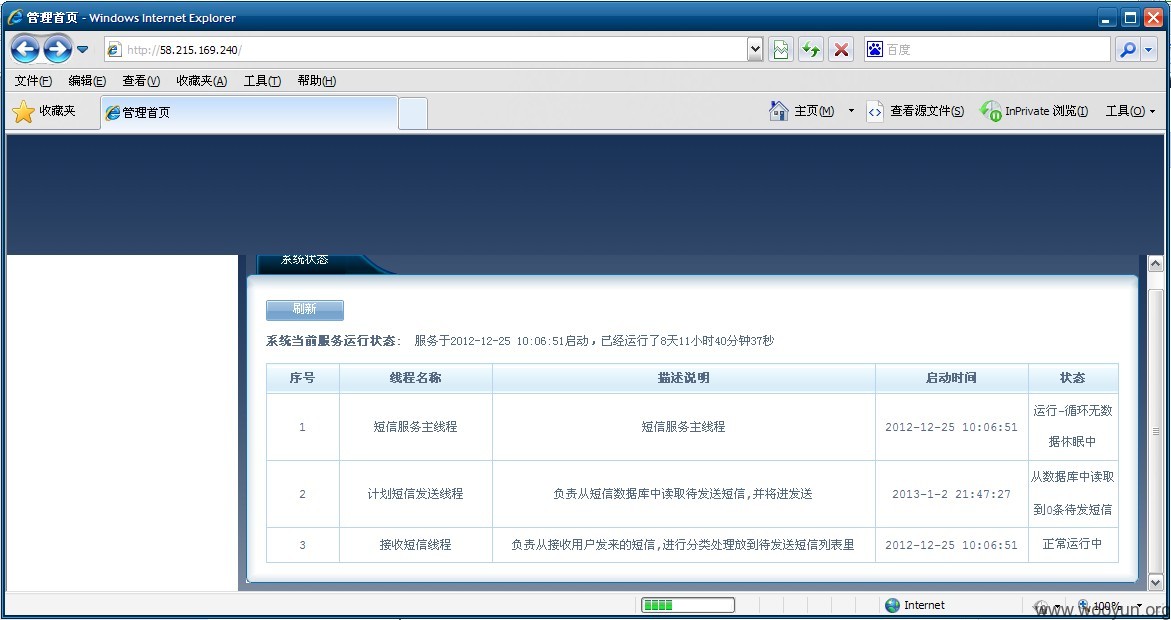 管理首页 - Windows Internet Explorer
http://58.215.169.240/
百度
文件(F) 编辑(E) 查看(V) 收藏夹(A) 工具(T) 帮助(H)
收藏夹 管理首页 主页(M) 查看源文件(S) InPrivate 浏览(I) 工具(O)
系统状态
刷新
系统当前服务运行状态： 服务于2012-12-25 10:06:51启动，已经运行了8天11小时40分钟37秒
序号 线程名称 描述说明 启动时间 状态
1 短信服务主线程 短信服务主线程 2012-12-25 10:06:51 运行-循环无数
据休眠中
2 计划短信发送线程 负责从短信数据库中读取待发送短信,并将进发送 2013-1-2 21:47:27 从数据库中读取
到0条待发短信
3 接收短信线程 负责从接收用户发来的短信,进行分类处理放到待发送短信列表里 2012-12-25 10:06:51 正常运行中
Internet 100%
www.wooyun.org